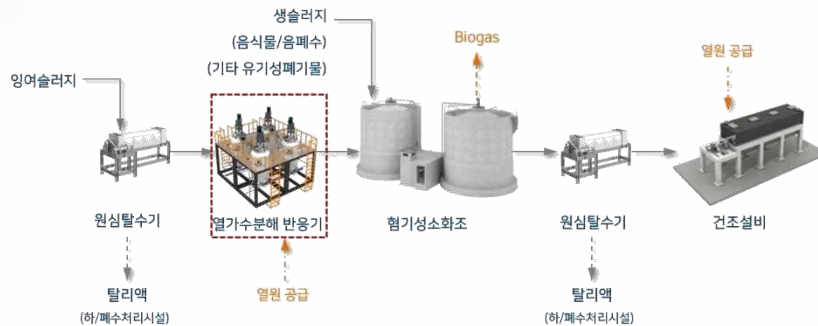 생슬러지
(음식물/음폐수)
(기타 유기성폐기물)
Biogas
열원 공급
잉여슬러지
원심탈수기
열가수분해 반응기
혐기성소화조
원심탈수기
건조설비
탈리액
(하/폐수처리시설)
열원 공급
탈리액
(하/폐수처리시설)